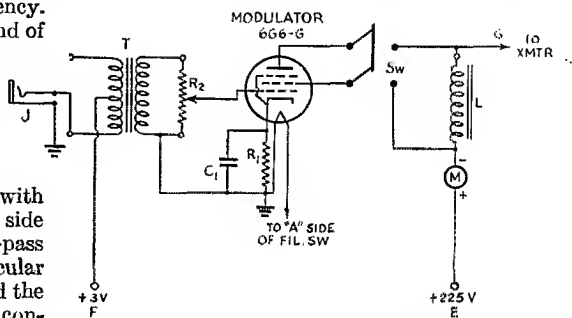 ency.
nd of
with
side
-pass
cular
d the
con-
MODULATOR
6G6-G
T
J
R2
C1
R1
TO "A" SIDE
OF FIL. SW
Sw
G
TO
XMTR
L
-
M
+
+3V
F
+225 V
E